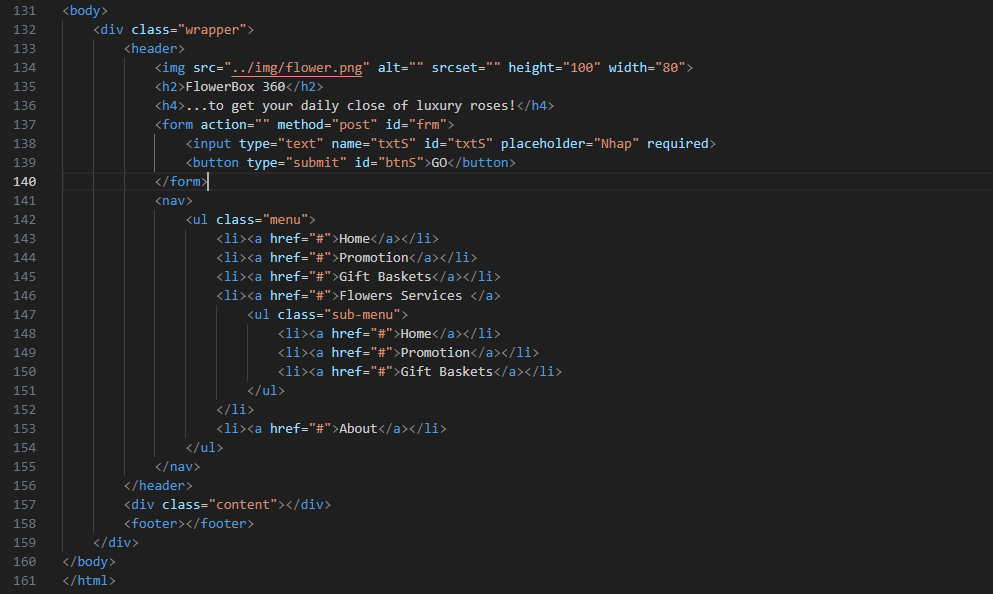 131 <body>
132     <div class="wrapper">
133         <header>
134             <img src="../img/flower.png" alt="" srcset="" height="100" width="80">
135             <h2>FlowerBox 360</h2>
136             <h4>...to get your daily close of luxury roses!</h4>
137             <form action="" method="post" id="frm">
138                 <input type="text" name="txtS" id="txtS" placeholder="Nhap" required>
139                 <button type="submit" id="btnS">GO</button>
140             </form>
141             <nav>
142                 <ul class="menu">
143                     <li><a href="#">Home</a></li>
144                     <li><a href="#">Promotion</a></li>
145                     <li><a href="#">Gift Baskets</a></li>
146                     <li><a href="#">Flowers Services </a>
147                         <ul class="sub-menu">
148                             <li><a href="#">Home</a></li>
149                             <li><a href="#">Promotion</a></li>
150                             <li><a href="#">Gift Baskets</a></li>
151                         </ul>
152                     </li>
153                     <li><a href="#">About</a></li>
154                 </ul>
155             </nav>
156         </header>
157         <div class="content"></div>
158         <footer></footer>
159     </div>
160 </body>
161 </html>